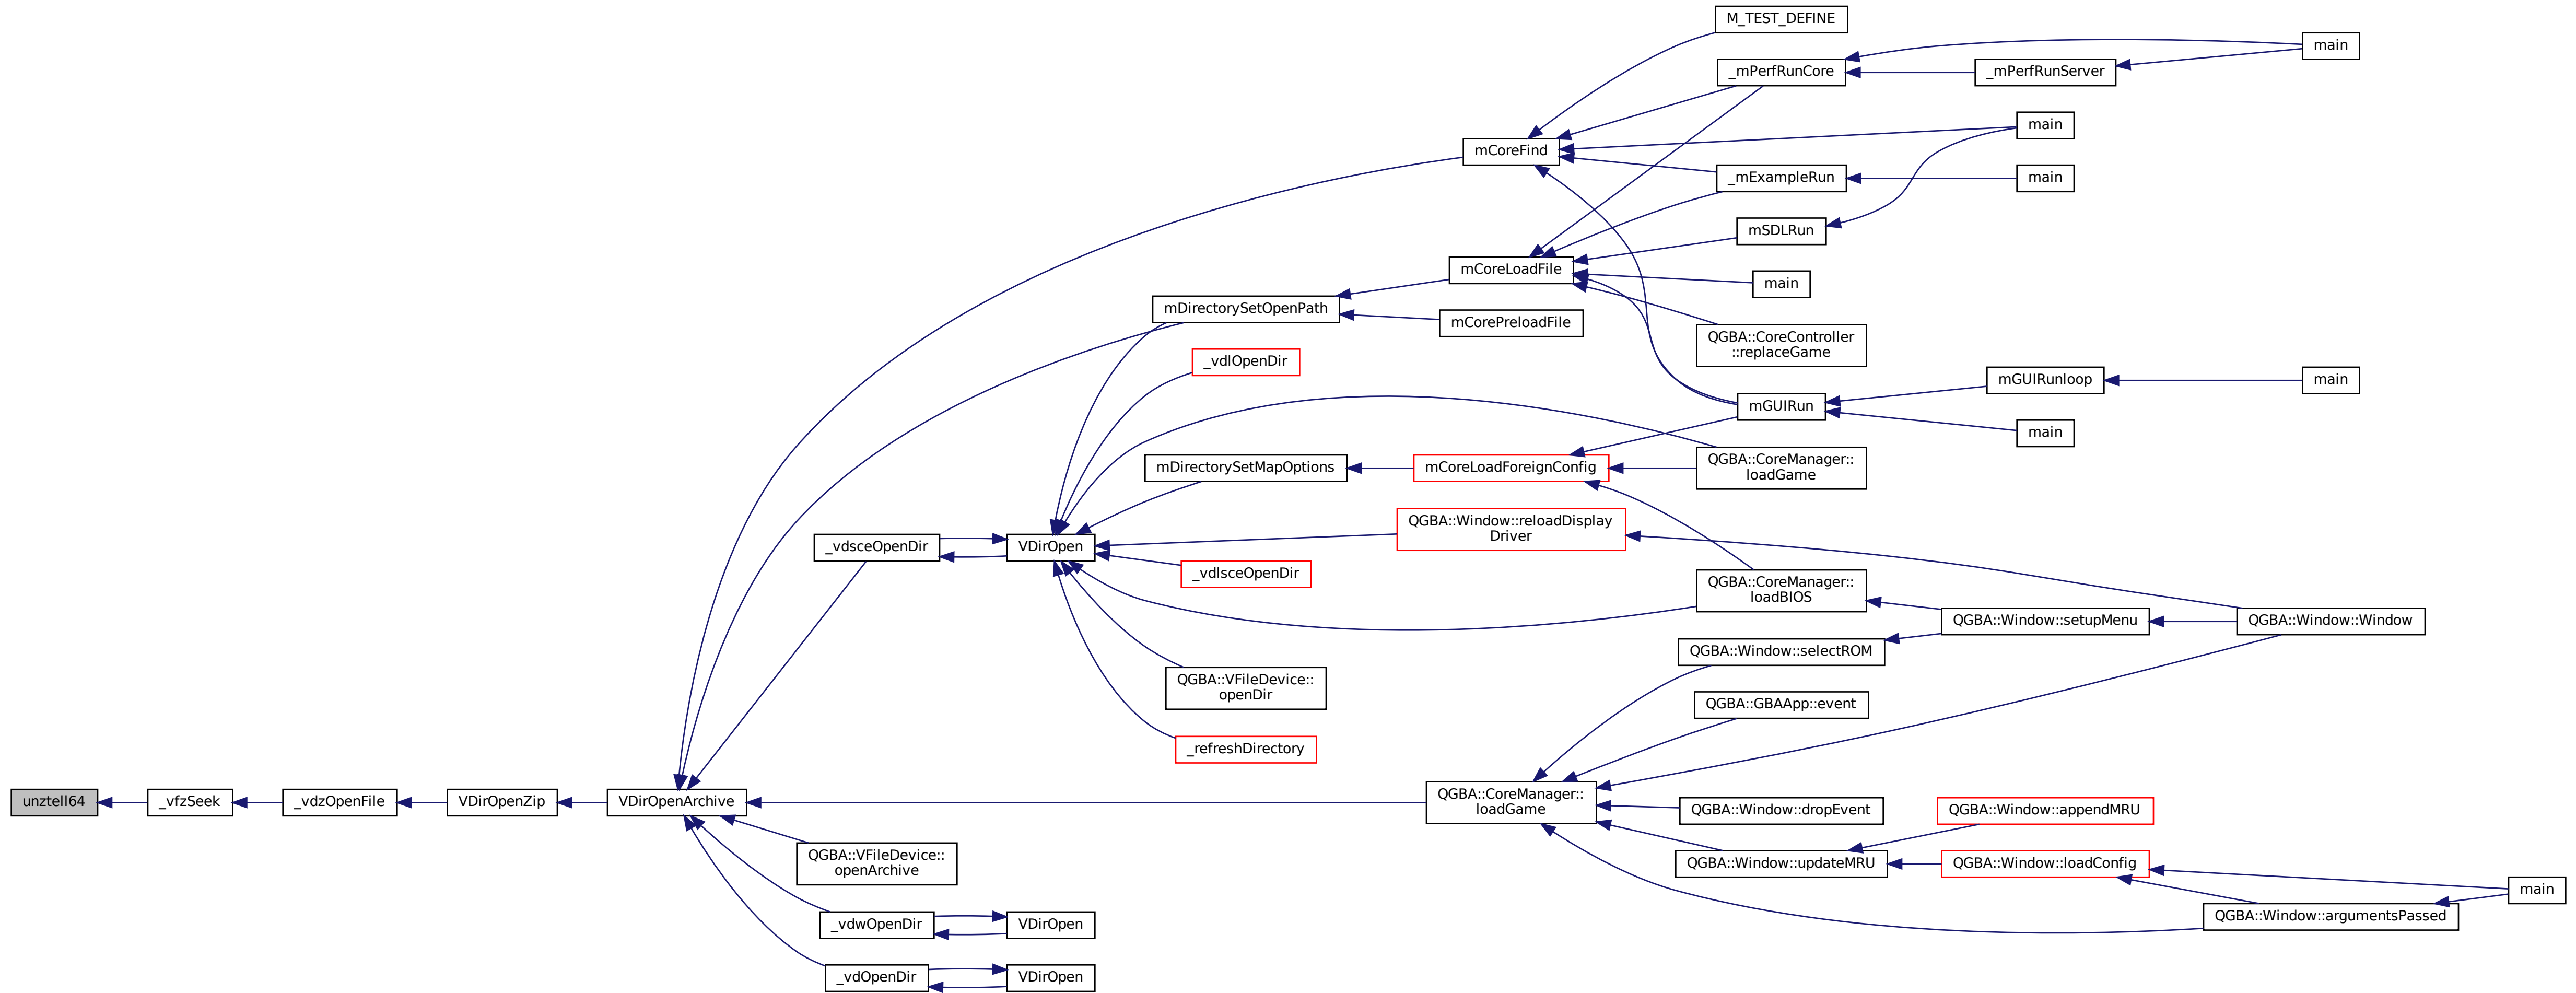 M_TEST_DEFINE
_mPerfRunCore
_mPerfRunServer
main
mCoreFind
main
_mExampleRun
main
mSDLRun
mCoreLoadFile
main
mDirectorySetOpenPath
mCorePreloadFile
QGBA::CoreController
::replaceGame
_vdlOpenDir
mGUIRunloop
main
mGUIRun
main
mDirectorySetMapOptions
mCoreLoadForeignConfig
QGBA::CoreManager::
loadGame
QGBA::Window::reloadDisplay
Driver
_vdsceOpenDir
VDirOpen
_vdlsceOpenDir
QGBA::CoreManager::
loadBIOS
QGBA::Window::setupMenu
QGBA::Window::Window
QGBA::Window::selectROM
QGBA::VFileDevice::
openDir
QGBA::GBAApp::event
_refreshDirectory
unztell64
_vfzSeek
_vdzOpenFile
VDirOpenZip
VDirOpenArchive
QGBA::CoreManager::
loadGame
QGBA::Window::dropEvent
QGBA::Window::appendMRU
QGBA::VFileDevice::
openArchive
QGBA::Window::updateMRU
QGBA::Window::loadConfig
main
QGBA::Window::argumentsPassed
_vdwOpenDir
VDirOpen
_vdOpenDir
VDirOpen